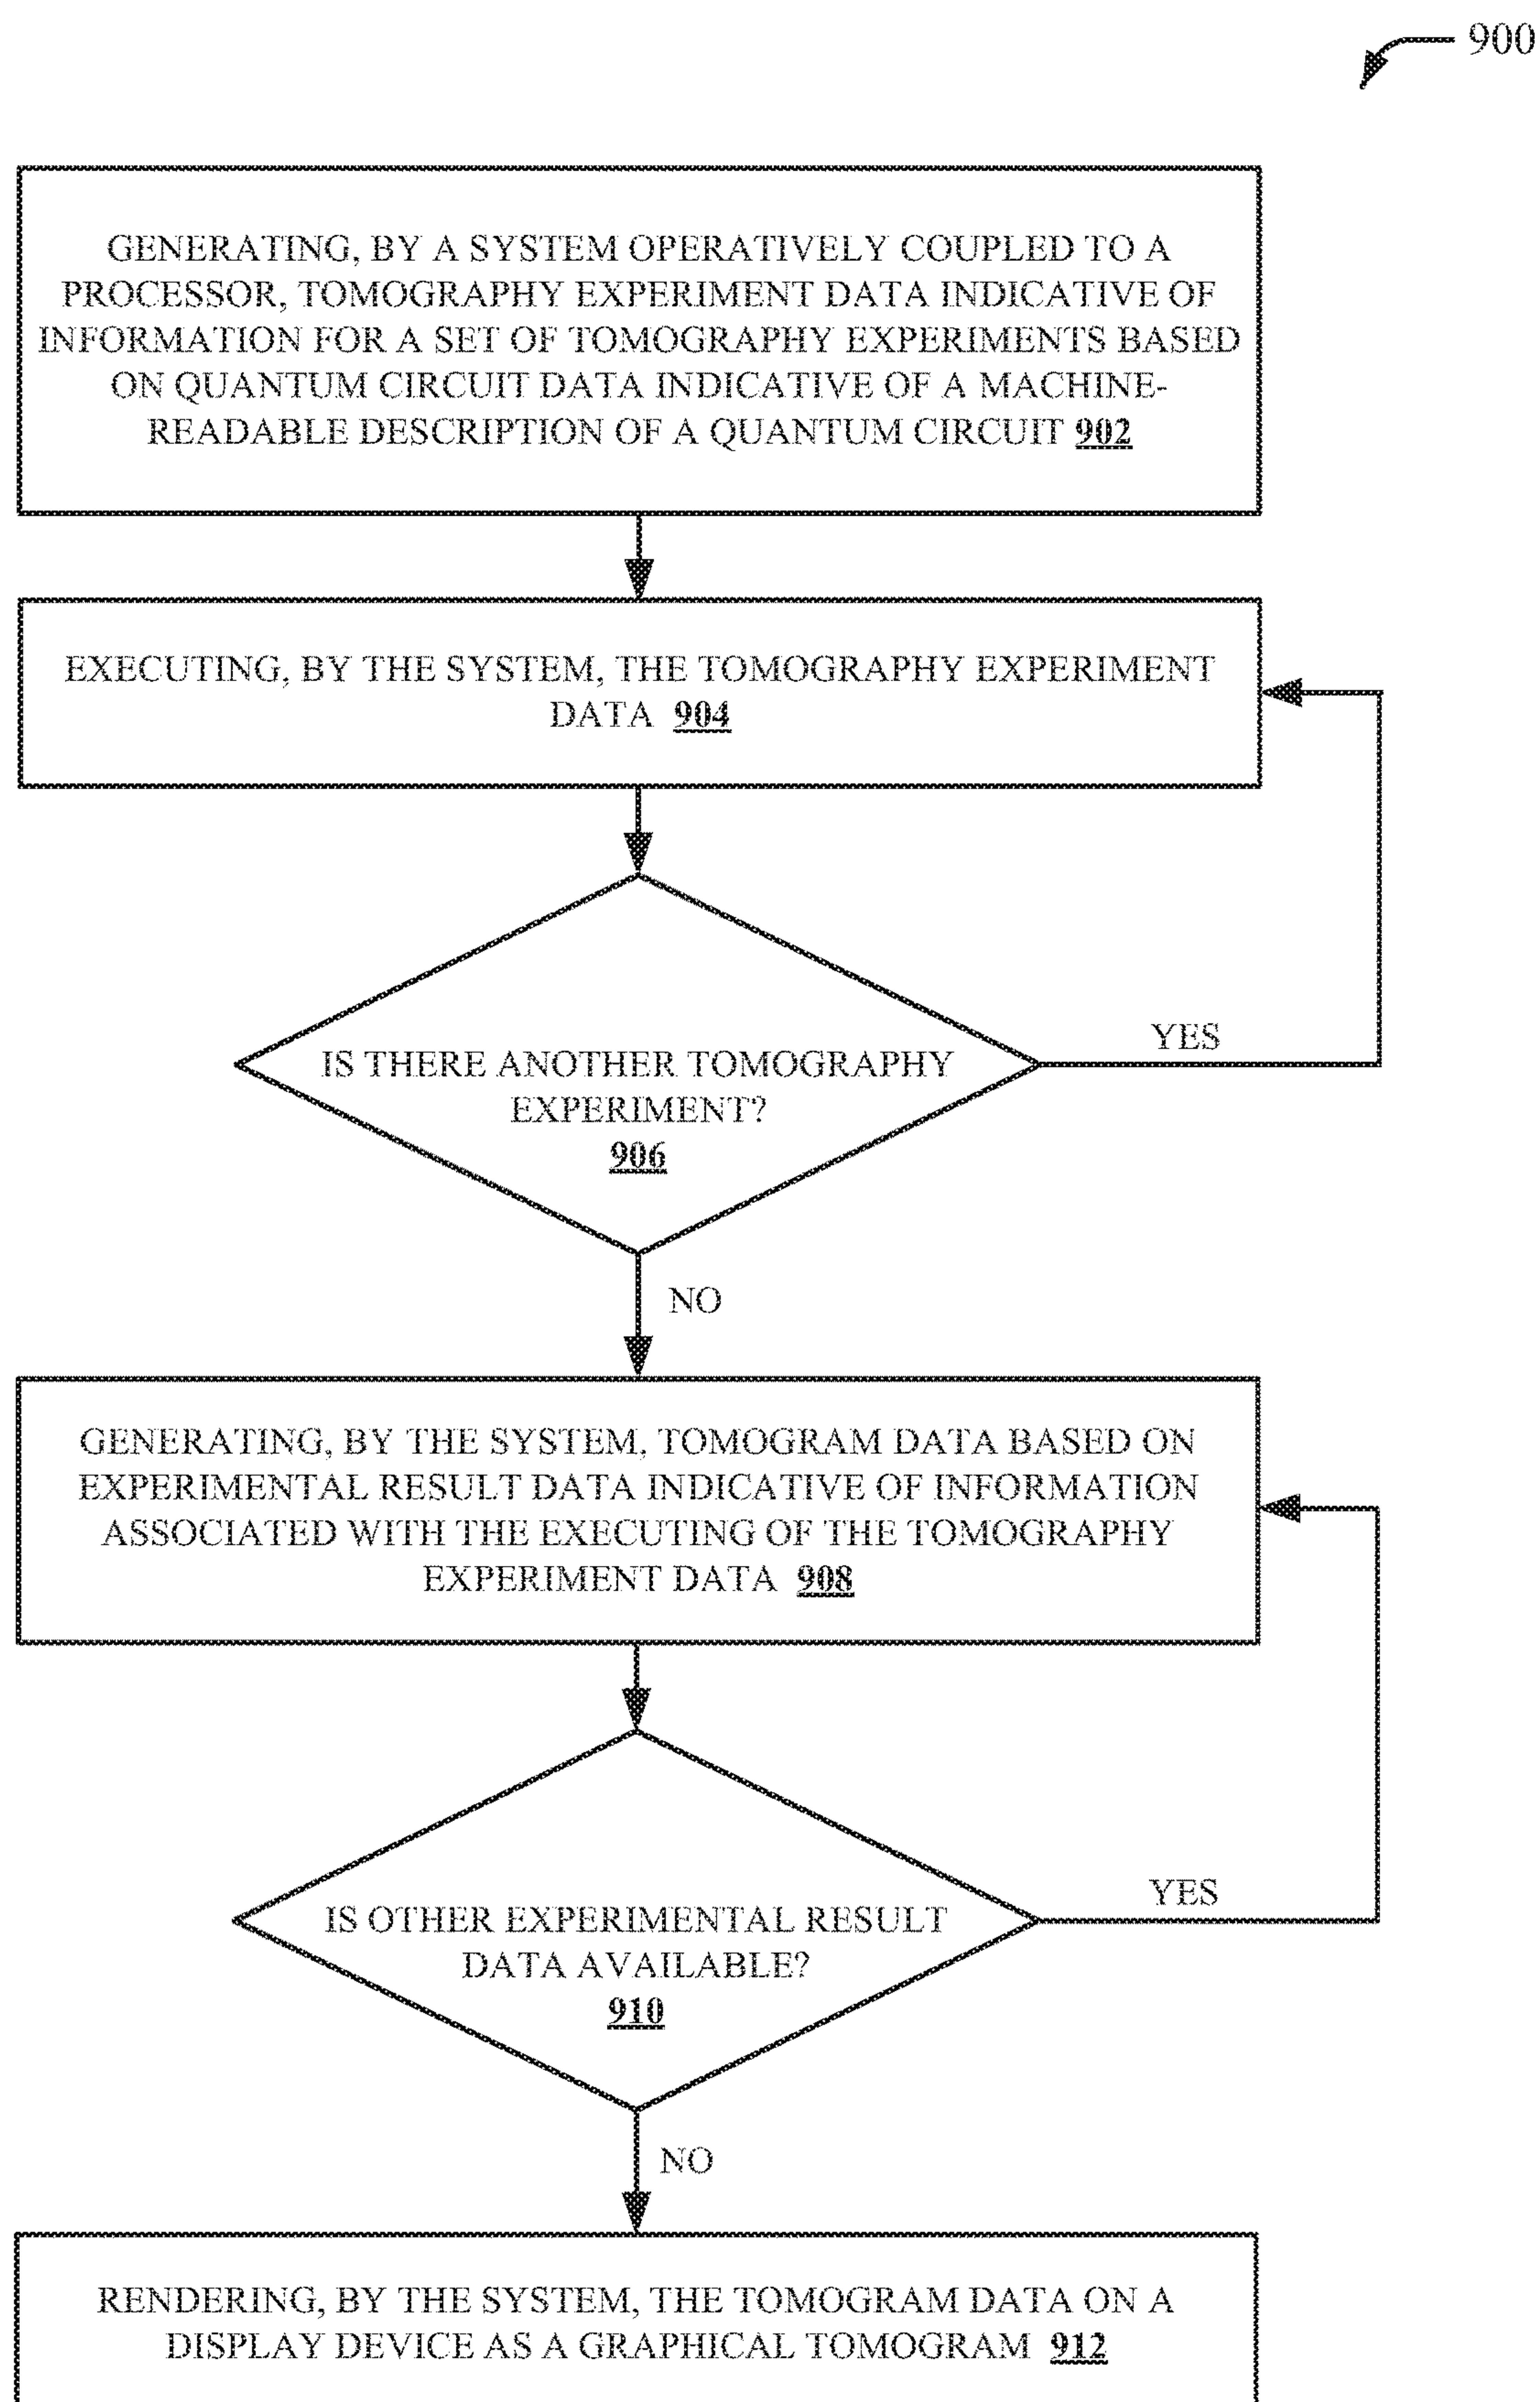 900
GENERATING, BY A SYSTEM OPERATIVELY COUPLED TO A
PROCESSOR, TOMOGRAPHY EXPERIMENT DATA INDICATIVE OF
INFORMATION FOR A SET OF TOMOGRAPHY EXPERIMENTS BASED
ON QUANTUM CIRCUIT DATA INDICATIVE OF A MACHINE-
READABLE DESCRIPTION OF A QUANTUM CIRCUIT 902
EXECUTING, BY THE SYSTEM, THE TOMOGRAPHY EXPERIMENT
DATA 904
YES
IS THERE ANOTHER TOMOGRAPHY
EXPERIMENT?
906
NO
GENERATING, BY THE SYSTEM, TOMOGRAM DATA BASED ON
EXPERIMENTAL RESULT DATA INDICATIVE OF INFORMATION
ASSOCIATED WITH THE EXECUTING OF THE TOMOGRAPHY
EXPERIMENT DATA 908
YES
IS OTHER EXPERIMENTAL RESULT
DATA AVAILABLE?
910
NO
RENDERING, BY THE SYSTEM, THE TOMOGRAM DATA ON A
DISPLAY DEVICE AS A GRAPHICAL TOMOGRAM 912